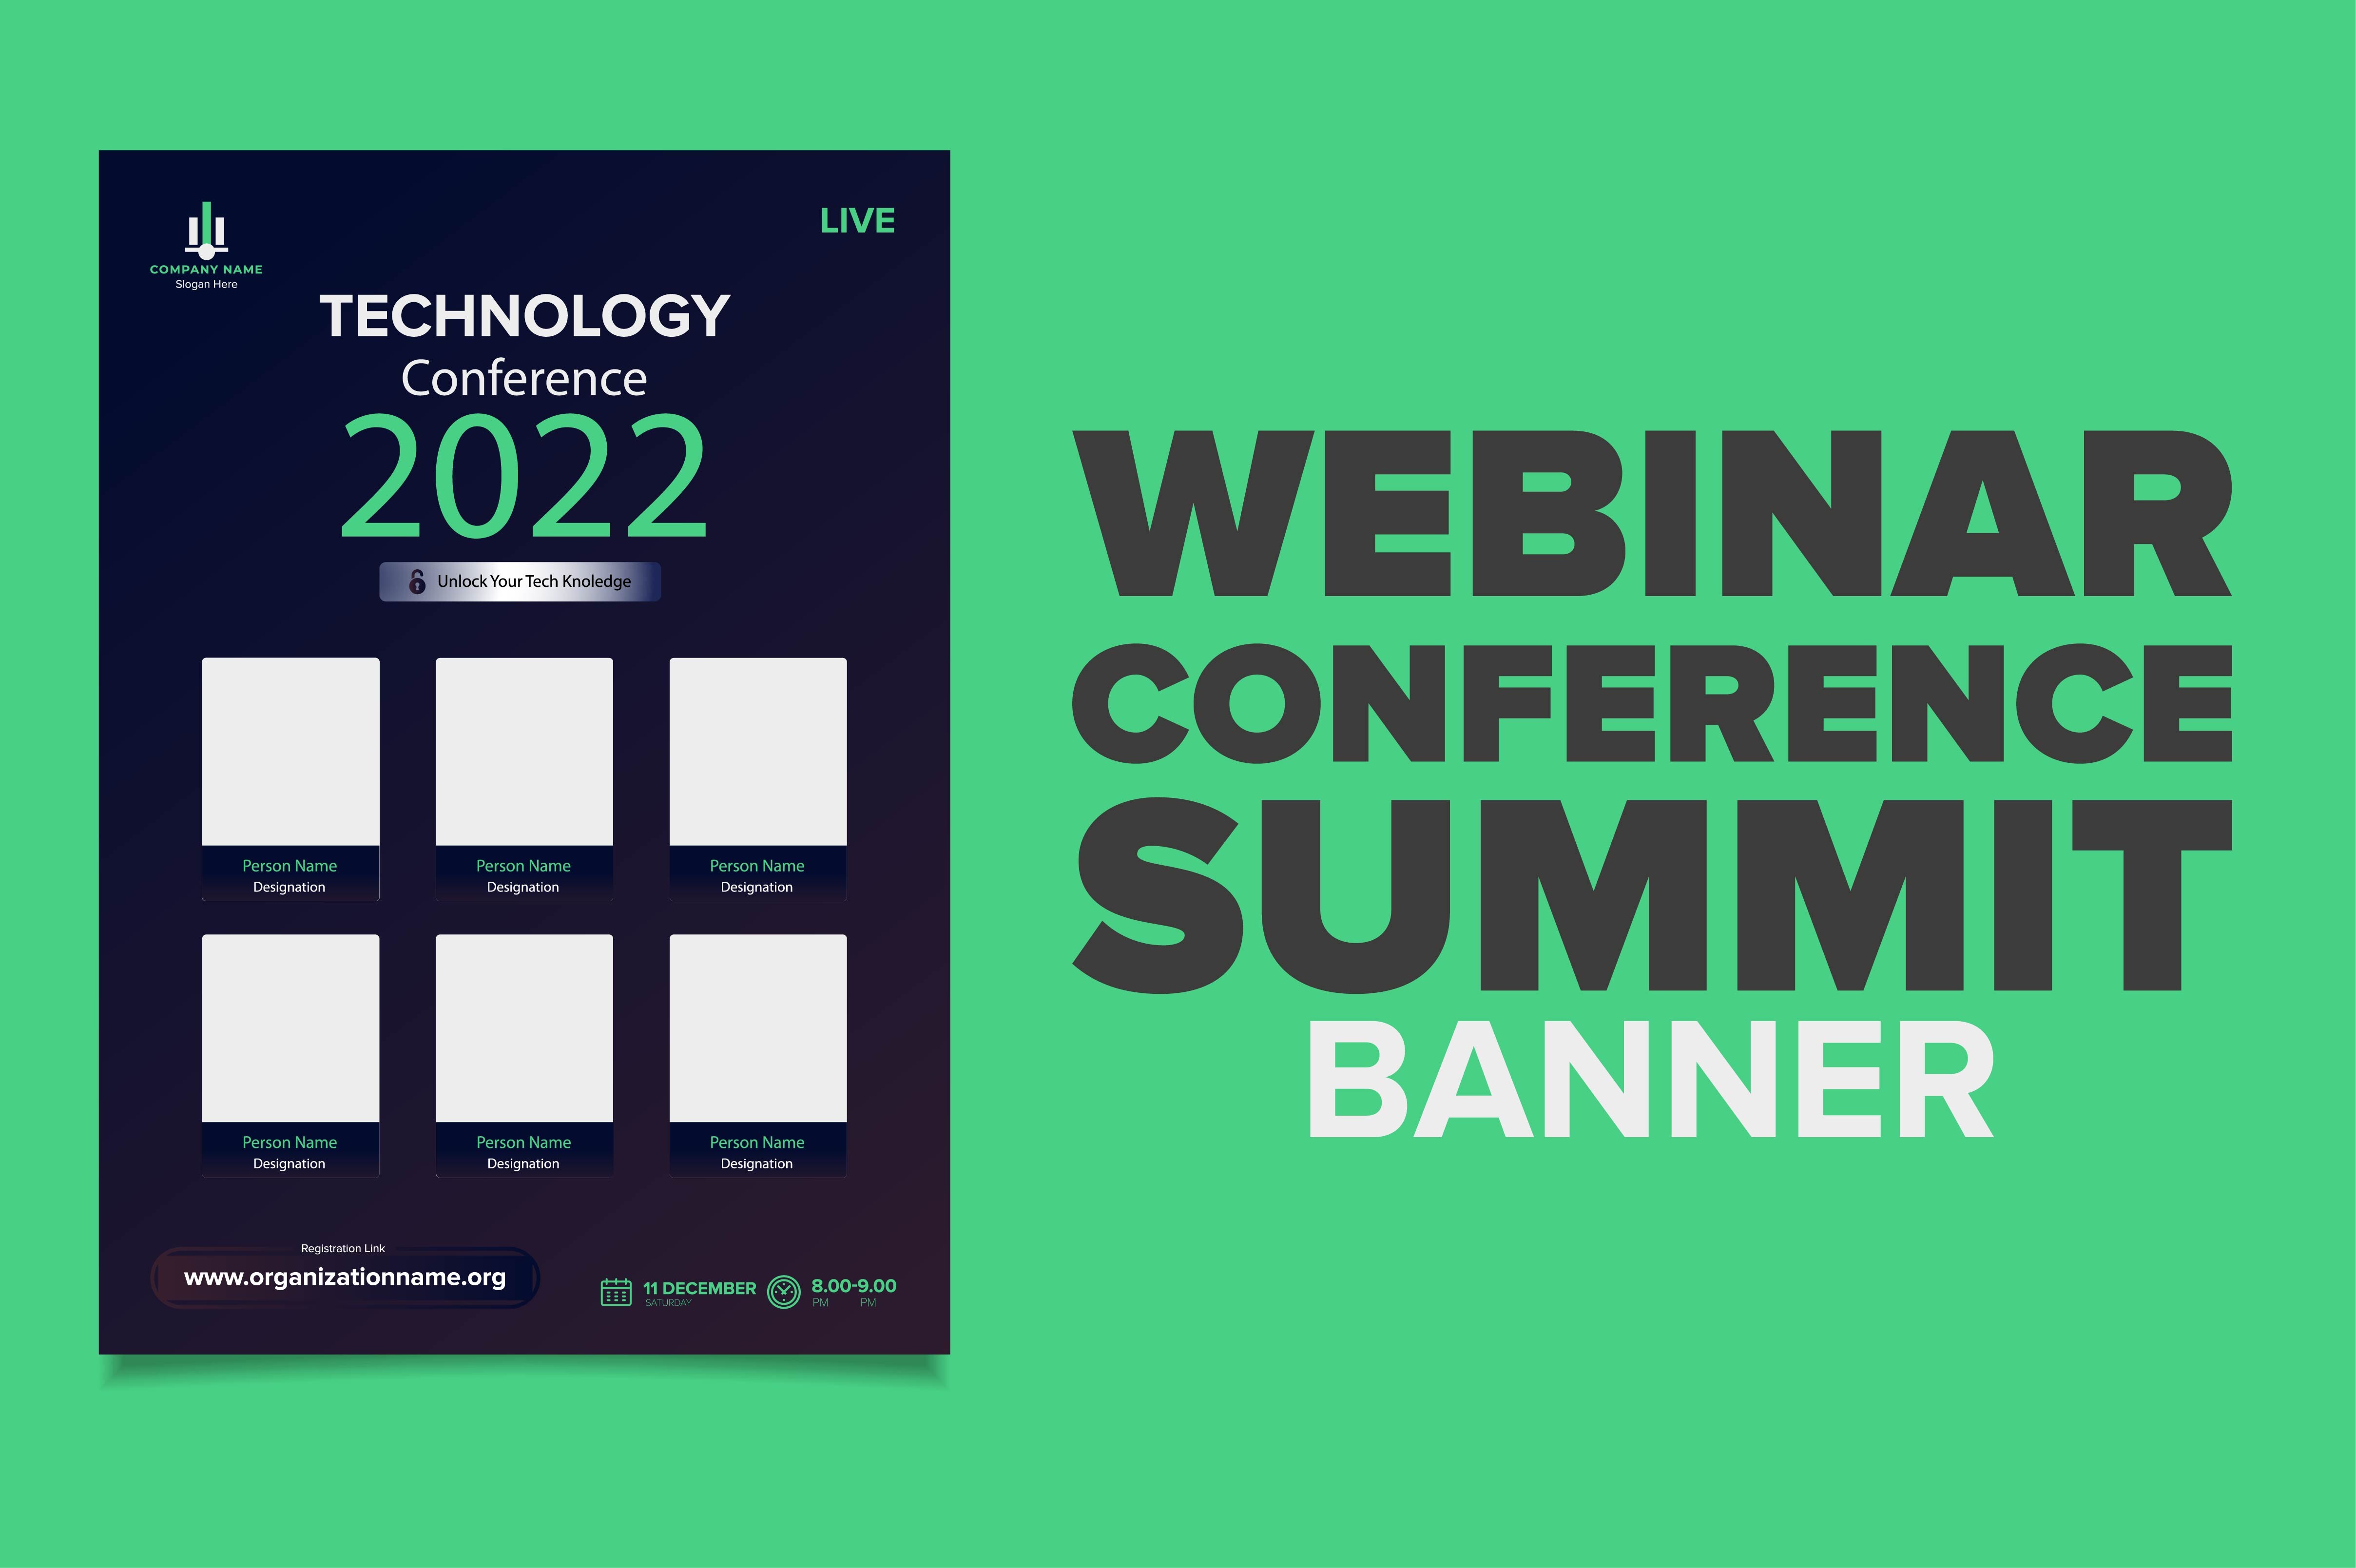 COMPANY NAME
Slogan Here
LIVE
TECHNOLOGY
Conference
2022
Unlock Your Tech Knoledge
Person Name
Designation
Person Name
Designation
Person Name
Designation
Person Name
Designation
Person Name
Designation
Person Name
Designation
Registration Link
www.organizationname.org
11 DECEMBER
SATURDAY
8.00-9.00
PM PM
WEBINAR
CONFERENCE
SUMMIT
BANNER